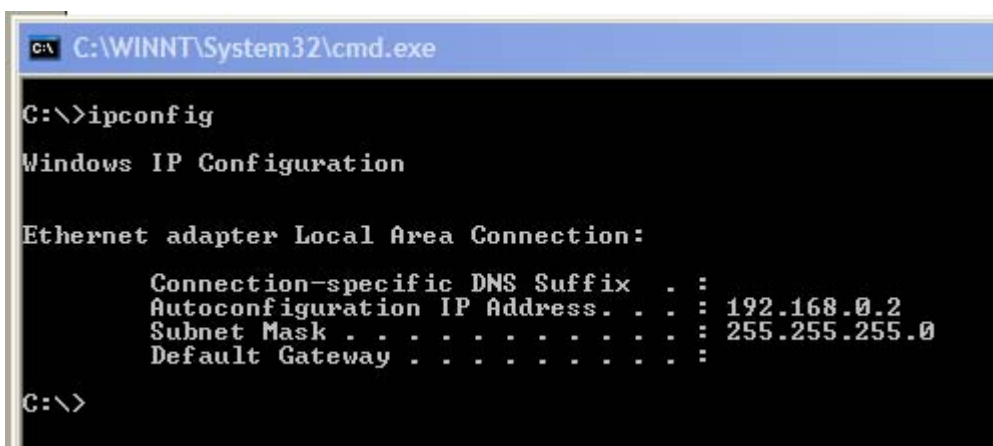 C:\WINNT\System32\cmd.exe
C:\>ipconfig
Windows IP Configuration
Ethernet adapter Local Area Connection:
Connection-specific DNS Suffix . :
Autoconfiguration IP Address. . . : 192.168.0.2
Subnet Mask . . . . . . . . . . . : 255.255.255.0
Default Gateway . . . . . . . . . :
C:\>